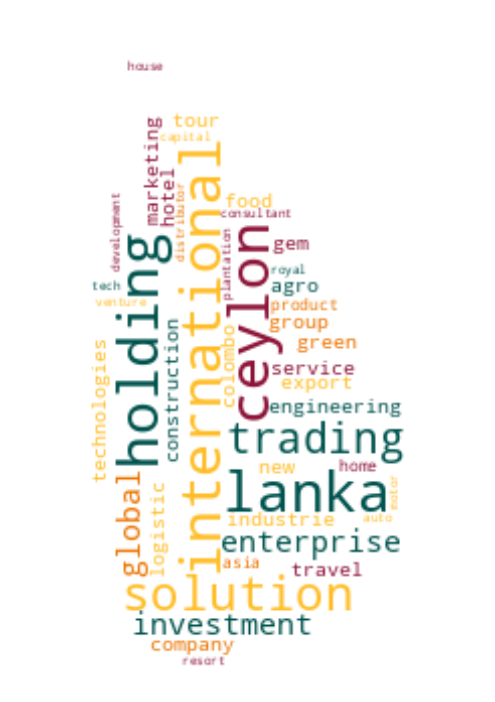 house
tour
capital
marketing
hotel
distributor
international
food
consultant
development
holding
plantation
ceylon
gem
royal
tech
agro
venture
product
group
construction
colombo
green
technologies
service
export
engineering
trading
new
home
lanka
motor
global
logistic
industrie
auto
enterprise
asia
travel
solution
investment
company
resort